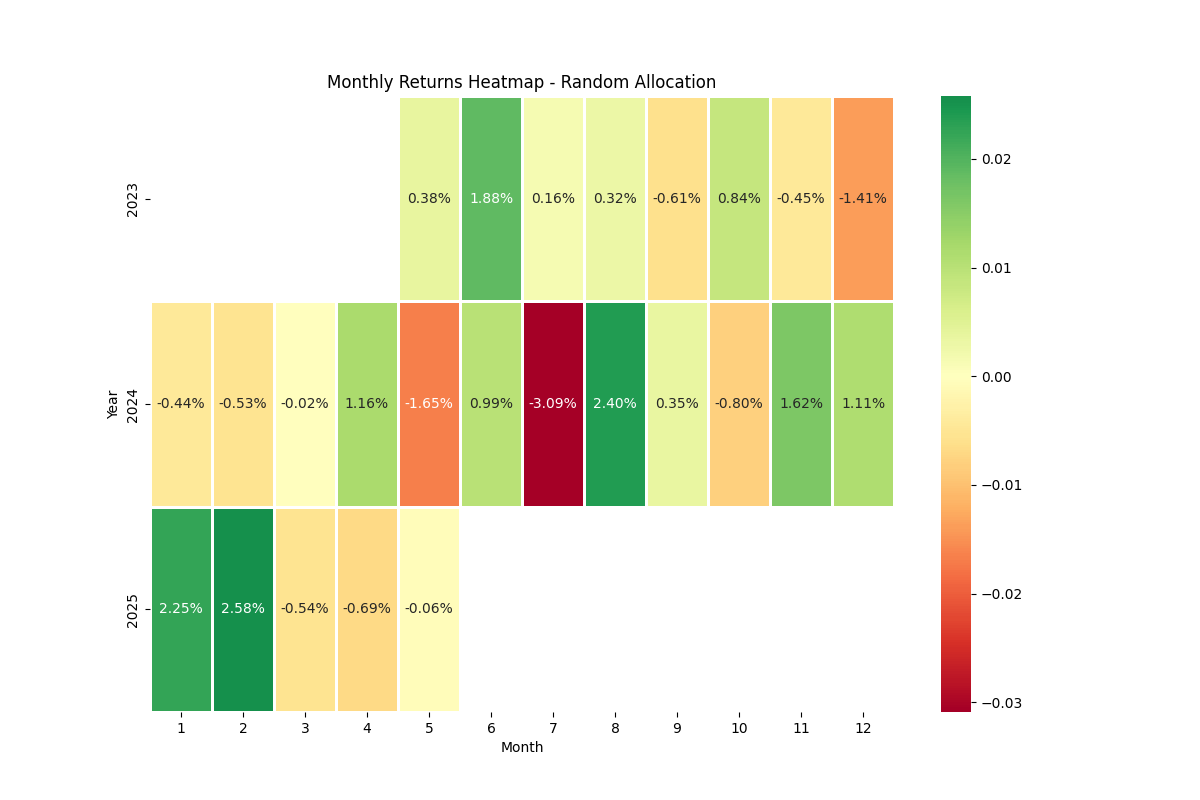 Monthly Returns Heatmap - Random Allocation
2023
0.38% 1.88% 0.16% 0.32% -0.61% 0.84% -0.45% -1.41%
Year
2024
-0.44% -0.53% -0.02% 1.16% -1.65% 0.99% -3.09% 2.40% 0.35% -0.80% 1.62% 1.11%
2025
2.25% 2.58% -0.54% -0.69% -0.06%
1 2 3 4 5 6 7 8 9 10 11 12
Month
0.02
0.01
0.00
−0.01
−0.02
−0.03